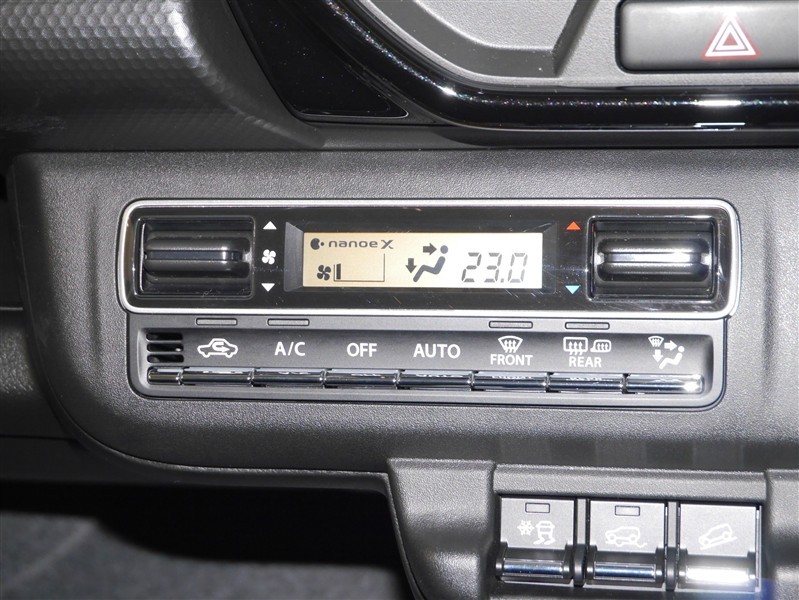 nanoe X
23.0
A/C OFF AUTO FRONT REAR